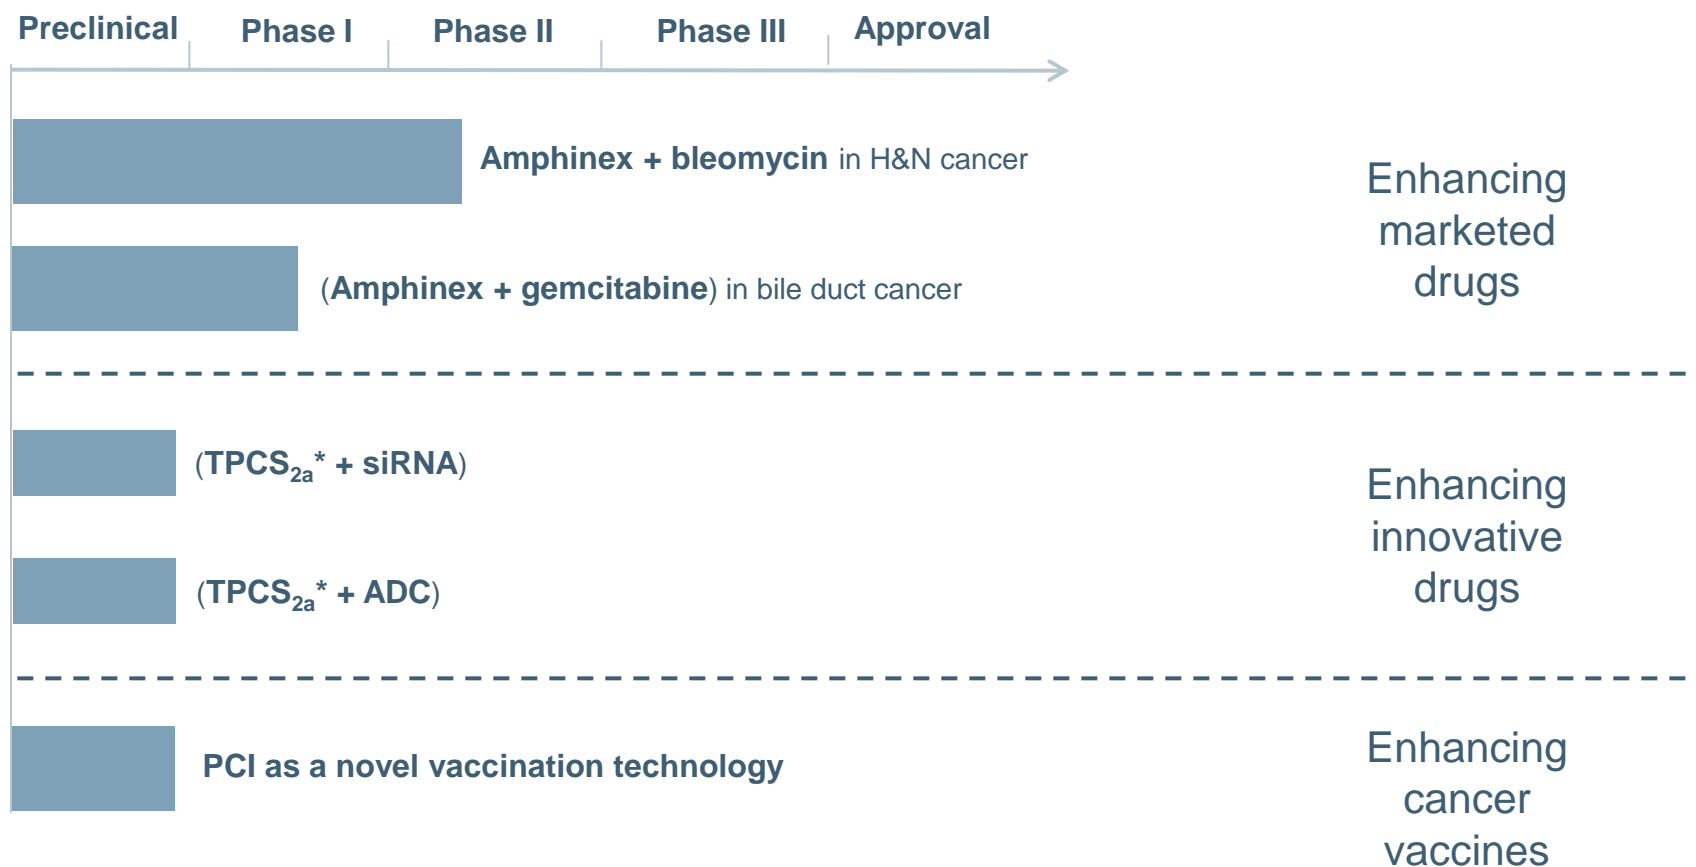 Preclinical Phase I Phase II Phase III Approval
Amphinex + bleomycin in H&N cancer
(Amphinex + gemcitabine) in bile duct cancer
Enhancing
marketed
drugs
(TPCS2a* + siRNA)
(TPCS2a* + ADC)
Enhancing
innovative
drugs
PCI as a novel vaccination technology
Enhancing
cancer
vaccines